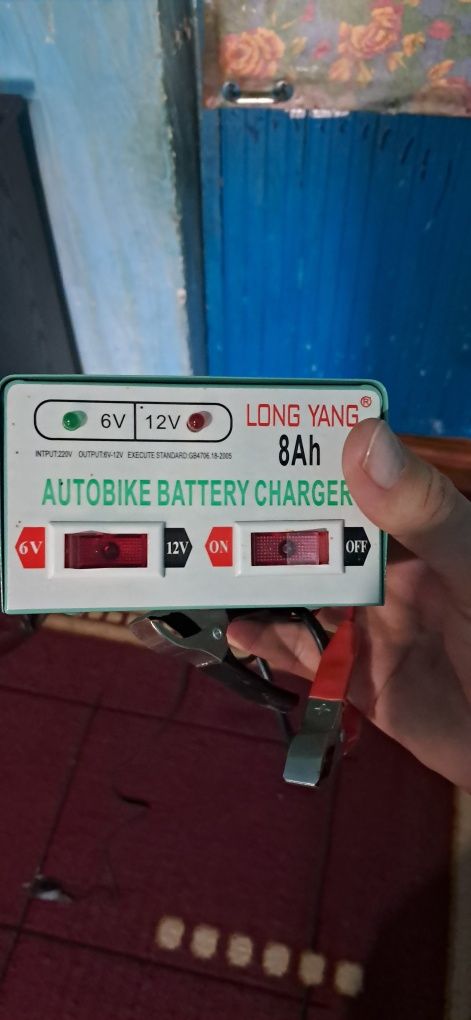 6V 12V
LONG YANG®
8Ah
INTPUT:220V OUTPUT:6V-12V EXECUTE STANDARD:GB4706.18-2005
AUTOBIKE BATTERY CHARGER
6V 12V ON OFF
+